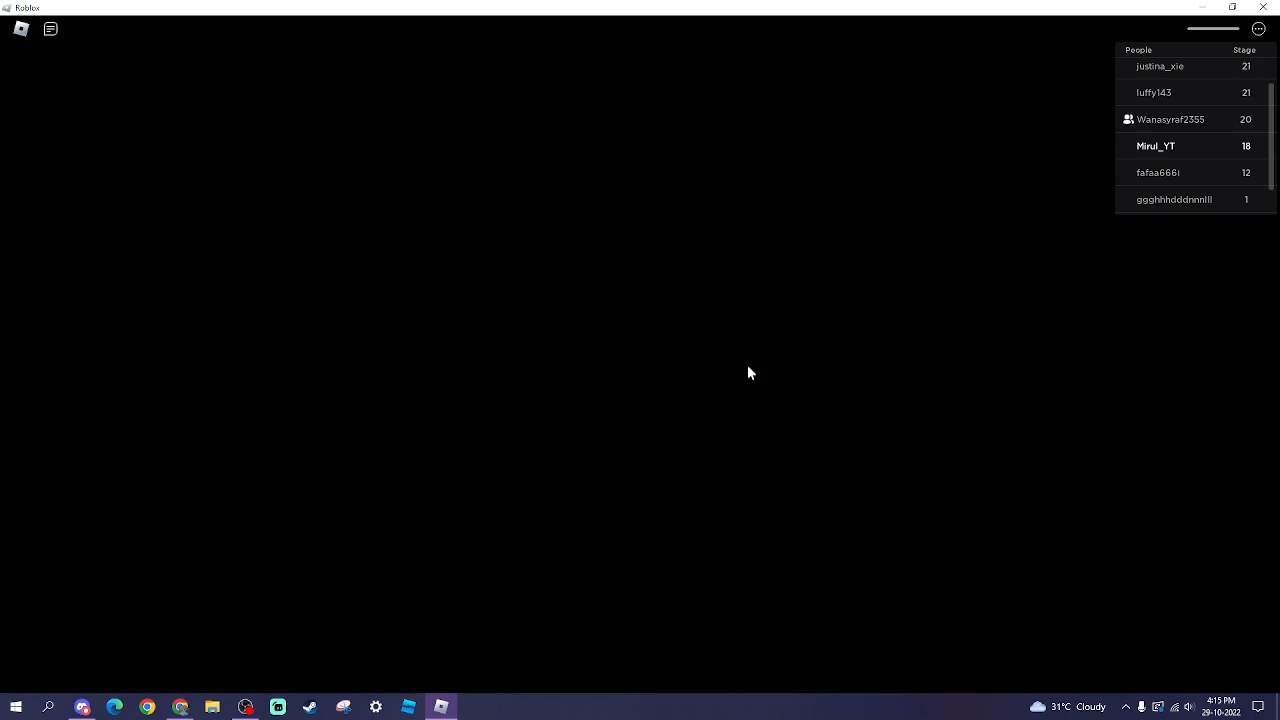 Roblox
People Stage
justina_xie 21
luffy143 21
Wanasyraf2355 20
Mirul_YT 18
fafaa666i 12
ggghhhdddnnnlll 1
31°C Cloudy
4:15 PM
29-10-2022